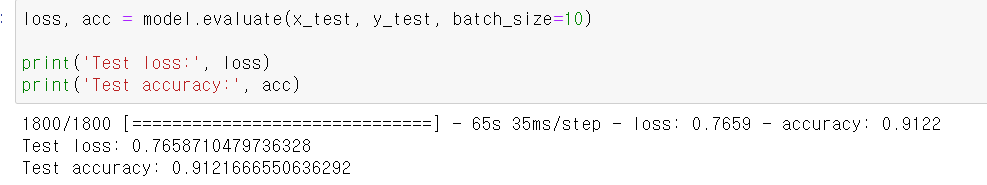 loss, acc = model.evaluate(x_test, y_test, batch_size=10)
print('Test loss:', loss)
print('Test accuracy:', acc)
1800/1800 [==============================] - 65s 35ms/step - loss: 0.7659 - accuracy: 0.9122
Test loss: 0.7658710479736328
Test accuracy: 0.9121666550636292